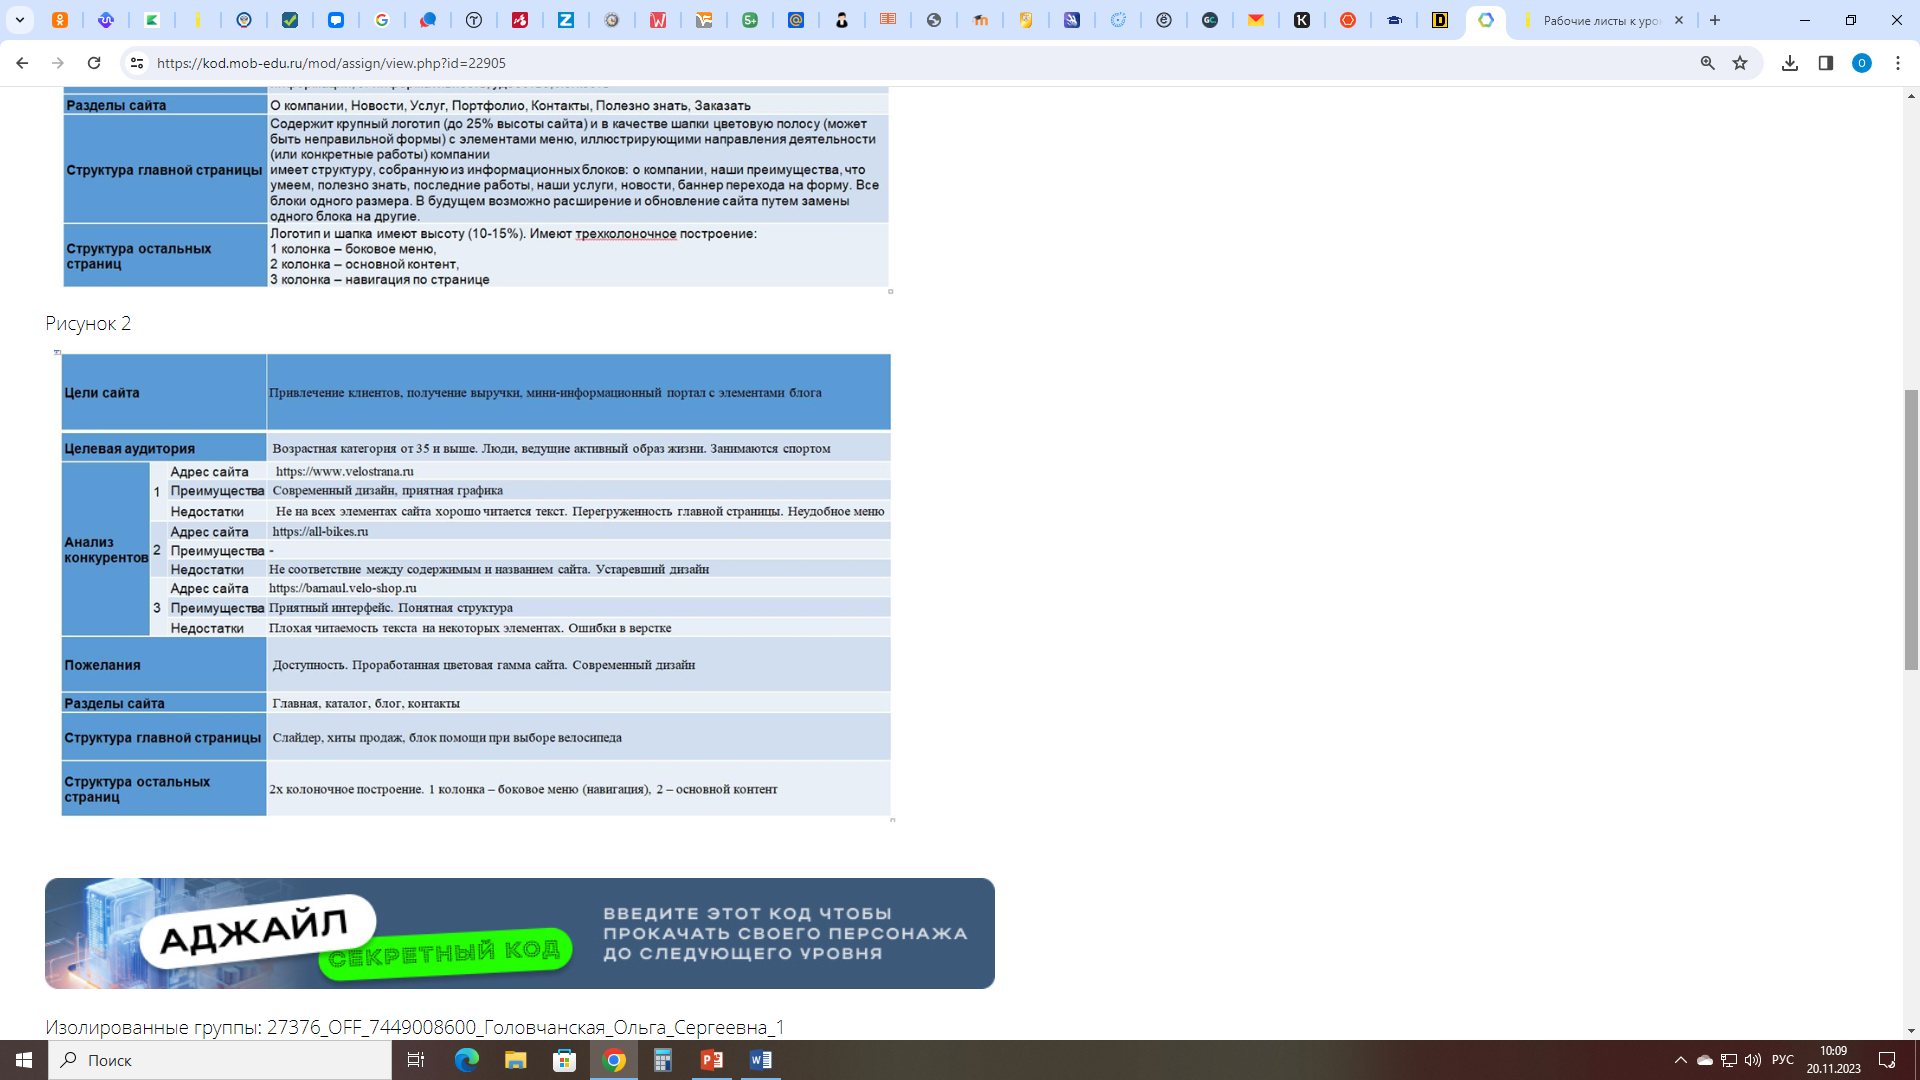 Рабочие листы к уро
https://kod.mob-edu.ru/mod/assign/view.php?id=22905
Разделы сайта
О компании, Новости, Услуг, Портфолио, Контакты, Полезно знать, Заказать
Структура главной страницы
Содержит крупный логотип (до 25% высоты сайта) и в качестве шапки цветовую полосу (может
быть неправильной формы) с элементами меню, иллюстрирующими направления деятельности
(или конкретные работы) компании
имеет структуру, собранную из информационных блоков: о компании, наши преимущества, что
умеем, полезно знать, последние работы, наши услуги, новости, баннер перехода на форму. Все
блоки одного размера. В будущем возможно расширение и обновление сайта путем замены
одного блока на другие.
Структура остальных
страниц
Логотип и шапка имеют высоту (10-15%). Имеют трехколоночное построение:
1 колонка – боковое меню,
2 колонка – основной контент,
3 колонка – навигация по странице
Рисунок 2
Цели сайта
Привлечение клиентов, получение выручки, мини-информационный портал с элементами блога
Целевая аудитория
Возрастная категория от 35 и выше. Люди, ведущие активный образ жизни. Занимаются спортом
Анализ
конкурентов
1
Адрес сайта
https://www.velostrana.ru
Преимущества
Современный дизайн, приятная графика
Недостатки
Не на всех элементах сайта хорошо читается текст. Перегруженность главной страницы. Неудобное меню
2
Адрес сайта
https://all-bikes.ru
Преимущества
-
Недостатки
Не соответствие между содержимым и названием сайта. Устаревший дизайн
3
Адрес сайта
https://barnaul.velo-shop.ru
Преимущества
Приятный интерфейс. Понятная структура
Недостатки
Плохая читаемость текста на некоторых элементах. Ошибки в верстке
Пожелания
Доступность. Проработанная цветовая гамма сайта. Современный дизайн
Разделы сайта
Главная, каталог, блог, контакты
Структура главной страницы
Слайдер, хиты продаж, блок помощи при выборе велосипеда
Структура остальных
страниц
2х колоночное построение. 1 колонка – боковое меню (навигация), 2 – основной контент
АДЖАЙЛ
СЕКРЕТНЫЙ КОД
ВВЕДИТЕ ЭТОТ КОД ЧТОБЫ
ПРОКАЧАТЬ СВОЕГО ПЕРСОНАЖА
ДО СЛЕДУЮЩЕГО УРОВНЯ
Изолированные группы: 27376_OFF_7449008600_Головчанская_Ольга_Сергеевна_1
Поиск
РУС
10:09
20.11.2023